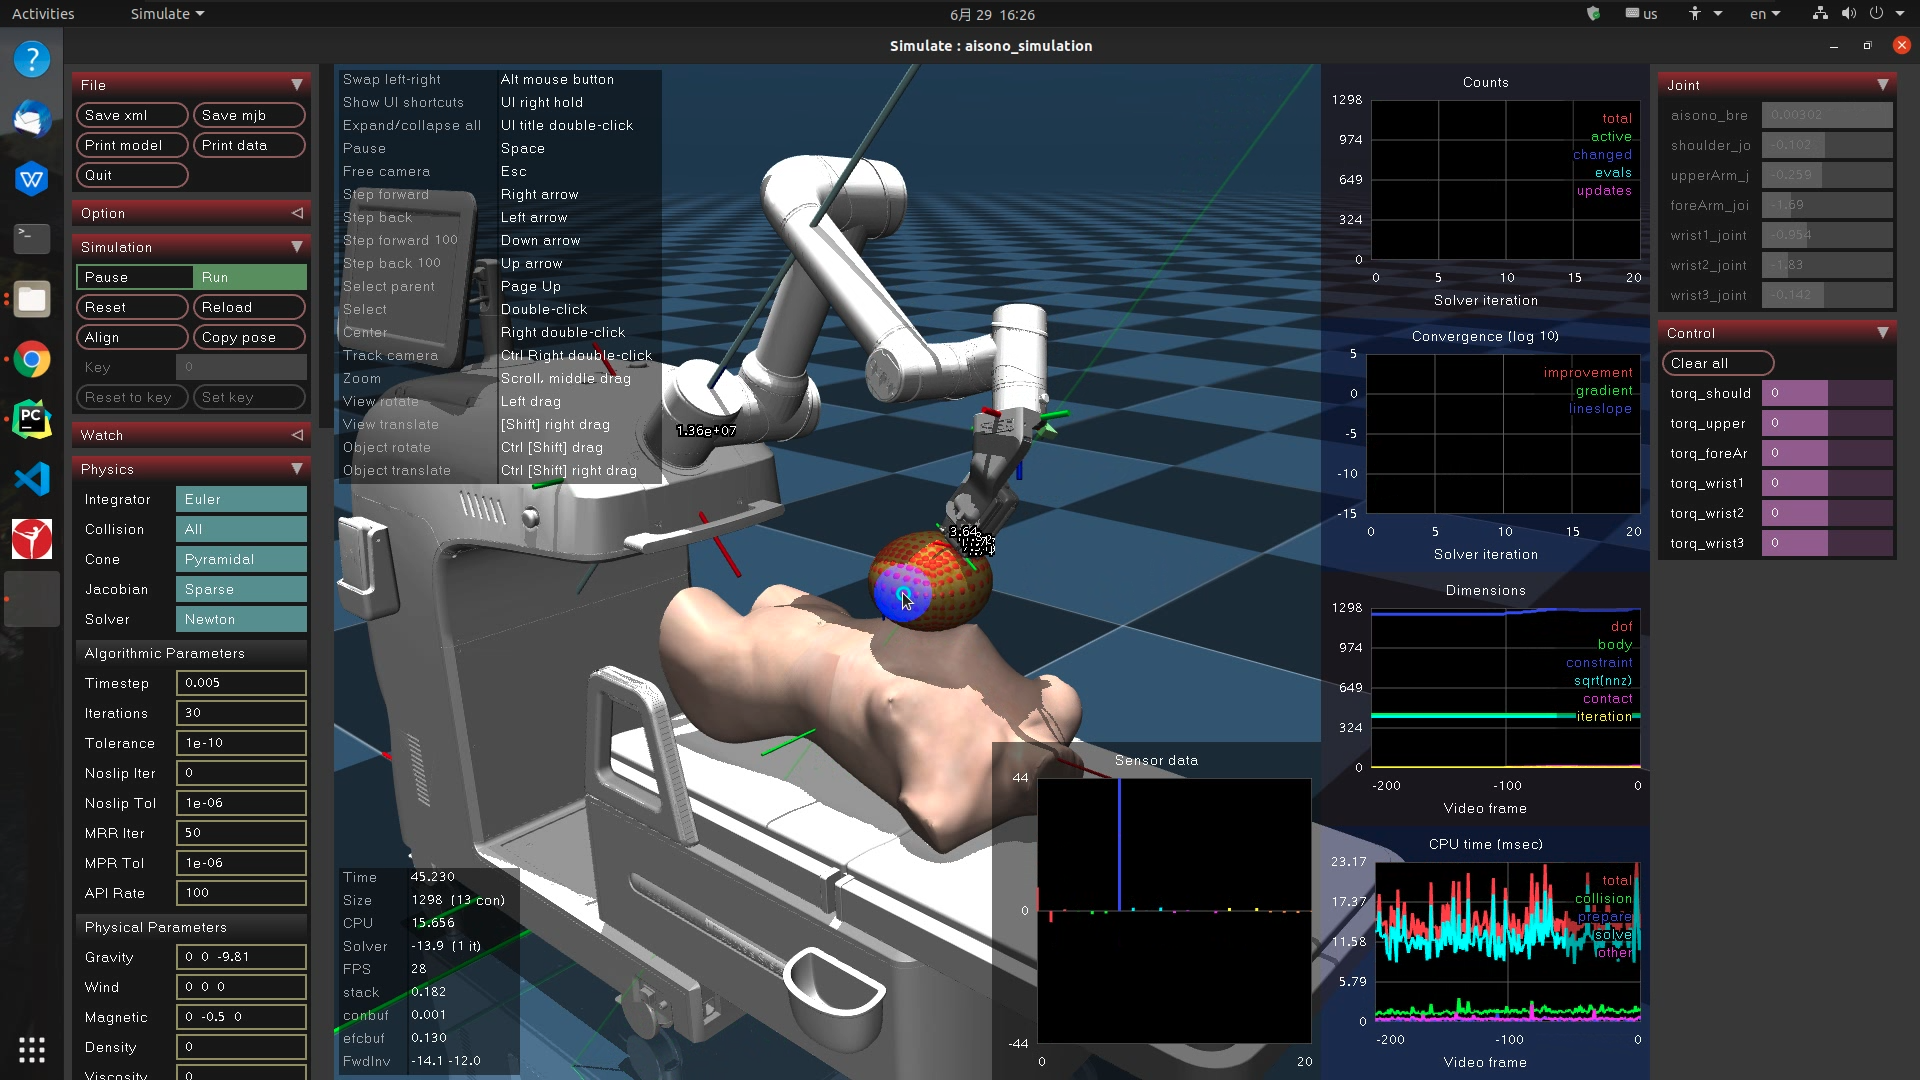 Activities
Simulate
6月 29 16:26
us
en
Simulate : aisono_simulation
File
Save xml
Save mjb
Print model
Print data
Quit
Option
Simulation
Pause
Run
Reset
Reload
Align
Copy pose
Key
0
Reset to key
Set key
Watch
Physics
Integrator
Euler
Collision
All
Cone
Pyramidal
Jacobian
Sparse
Solver
Newton
Algorithmic Parameters
Timestep
0.005
Iterations
30
Tolerance
1e-10
Noslip Iter
0
Noslip Tol
1e-06
MRR Iter
50
MPR Tol
1e-06
API Rate
100
Physical Parameters
Gravity
0 0 -9.81
Wind
0 0 0
Magnetic
0 -0.5 0
Density
0
Viscosity
0
Swap left-right
Alt mouse button
Show UI shortcuts
UI right hold
Expand/collapse all
UI title double-click
Pause
Space
Free camera
Esc
Step forward
Right arrow
Step back
Left arrow
Step forward 100
Down arrow
Step back 100
Up arrow
Select parent
Page Up
Select
Double-click
Center
Right double-click
Track camera
Ctrl Right double-click
Zoom
Scroll, middle drag
View rotate
Left drag
View translate
[Shift] right drag
Object rotate
Ctrl [Shift] drag
Object translate
Ctrl [Shift] right drag
1.36e+07
3.64
Time
45.230
Size
1298 (13 con)
CPU
15.656
Solver
-13.9 (1 it)
FPS
28
stack
0.182
conbuf
0.001
efcbuf
0.130
FwdInv
-14.1 -12.0
Sensor data
44
0
-44
0
20
Counts
1298
974
649
324
0
total
active
changed
evals
updates
0
5
10
15
20
Solver iteration
Convergence (log 10)
5
0
-5
-10
-15
improvement
gradient
lineslope
0
5
10
15
20
Solver iteration
Dimensions
1298
974
649
324
0
dof
body
constraint
sqrt(nnz)
contact
iteration
-200
-100
0
Video frame
CPU time (msec)
23.17
17.37
11.58
5.79
0
total
collision
prepare
solve
other
-200
-100
0
Video frame
Joint
aisono_bre
0.00302
shoulder_jo
-0.102
upperArm_j
-0.259
foreArm_joi
-1.69
wrist1_joint
-0.954
wrist2_joint
-1.83
wrist3_joint
-0.142
Control
Clear all
torq_should
0
torq_upper
0
torq_foreAr
0
torq_wrist1
0
torq_wrist2
0
torq_wrist3
0
PC